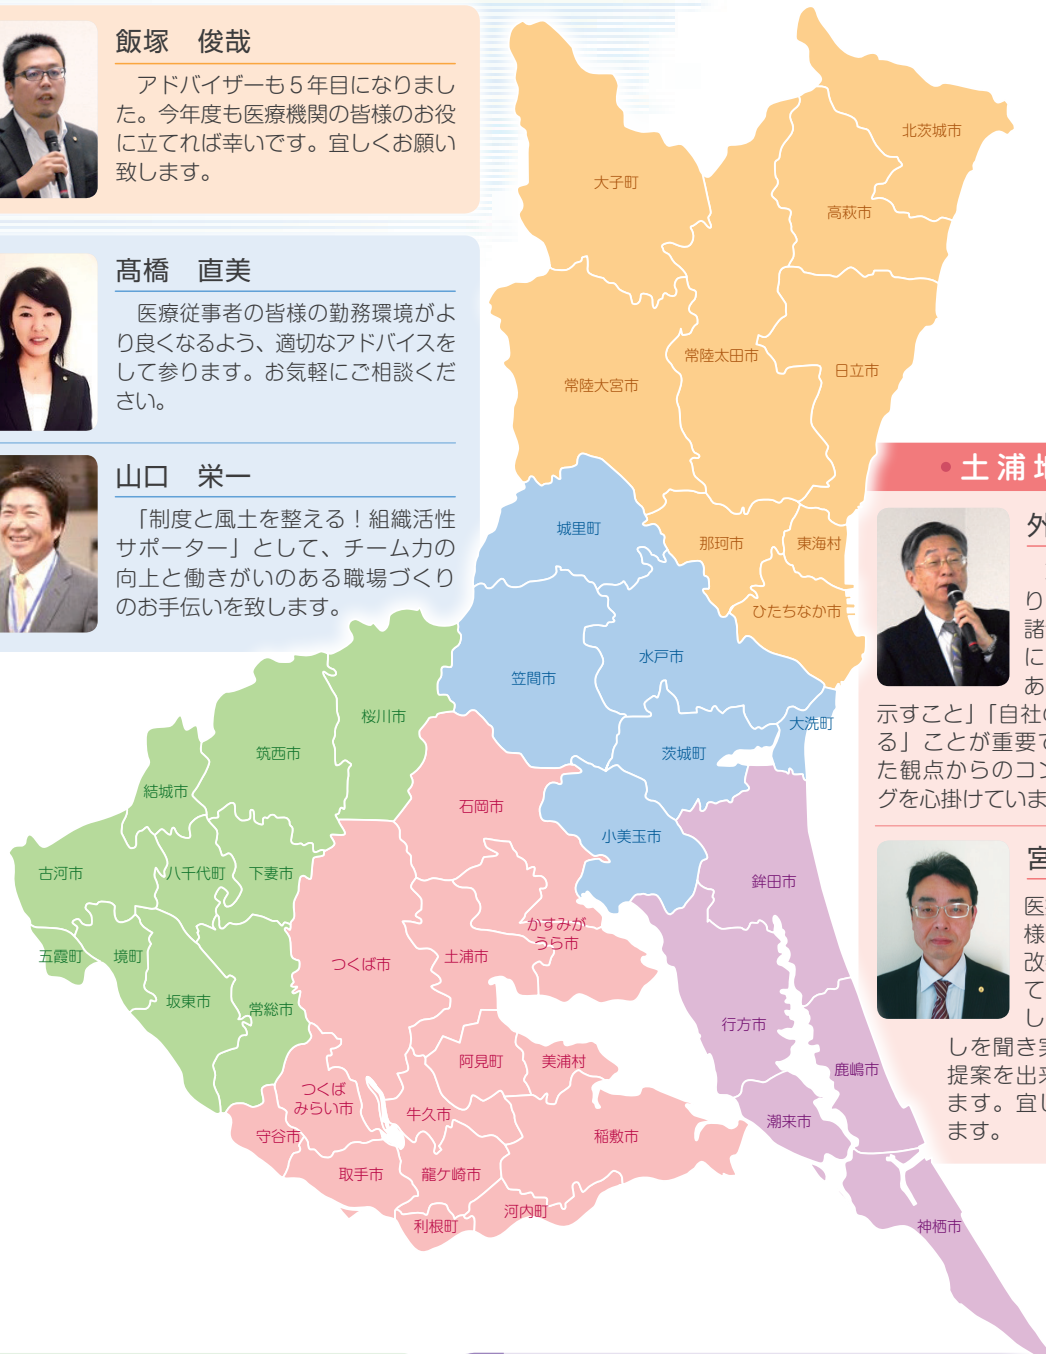 飯塚　俊哉
　アドバイザーも５年目になりまし
た。今年度も医療機関の皆様のお役
に立てれば幸いです。宜しくお願い
致します。
髙橋　直美
　医療従事者の皆様の勤務環境がよ
り良くなるよう、適切なアドバイスを
して参ります。お気軽にご相談くだ
さい。
山口　栄一
　「制度と風土を整える！組織活性
サポーター」として、チーム力の
向上と働きがいのある職場づくり
のお手伝いを致します。
北茨城市
大子町
高萩市
常陸太田市
日立市
常陸大宮市
城里町
那珂市
東海村
ひたちなか市
水戸市
笠間市
大洗町
茨城町
小美玉市
桜川市
筑西市
結城市
古河市
八千代町
下妻市
五霞町
境町
坂東市
常総市
石岡市
かすみが
うら市
土浦市
つくば市
阿見町
美浦村
つくば
みらい市
牛久市
守谷市
稲敷市
取手市
龍ケ崎市
河内町
利根町
鉾田市
行方市
鹿嶋市
潮来市
神栖市
・土浦
外
り
諸
に
あ
示すこと」「自社
る」ことが重要
た観点からのコン
グを心掛けていま
宮
医
様
改
て
し
しを聞き
提案を出来
ます。宜し
ます。